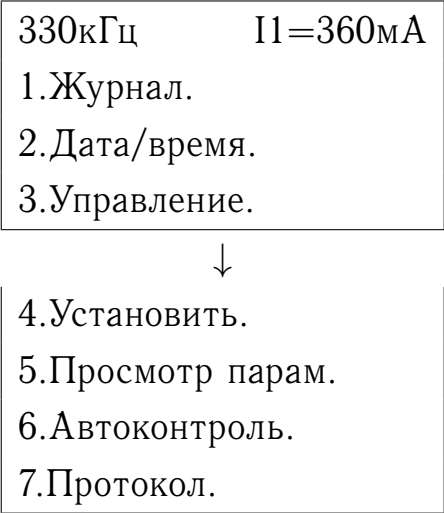 330кГц I1=360мА
1.Журнал.
2.Дата/время.
3.Управление.
↓
4.Установить.
5.Просмотр парам.
6.Автоконтроль.
7.Протокол.